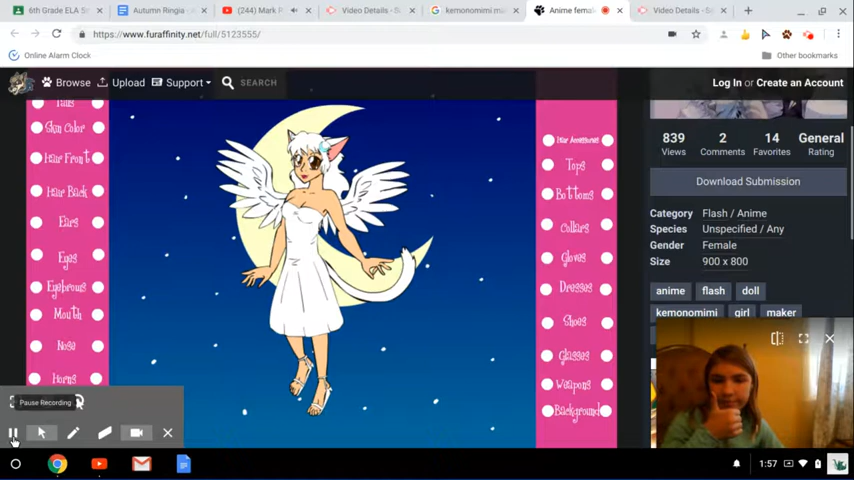 6th Grade ELA S
Autumn Ringia
(244) Mark R
Video Details - S
kemonomimi m
Anime fema
Video Details - S
https://www.furaffinity.net/full/5123555/
Online Alarm Clock
Other bookmarks
Browse
Upload
Support
SEARCH
Log In or Create an Account
Tails
Skin Color
Hair Front
Hair Back
Ears
Eyes
Eyebrows
Mouth
Nose
Horns
Hair Accessories
Tops
Bottoms
Collars
Gloves
Dresses
Shoes
Glasses
Weapons
Background
839
Views
2
Comments
14
Favorites
General
Rating
Download Submission
Category Flash / Anime
Species Unspecified / Any
Gender Female
Size 900 x 800
anime flash doll
kemonomimi girl maker
Pause Recording
1:57